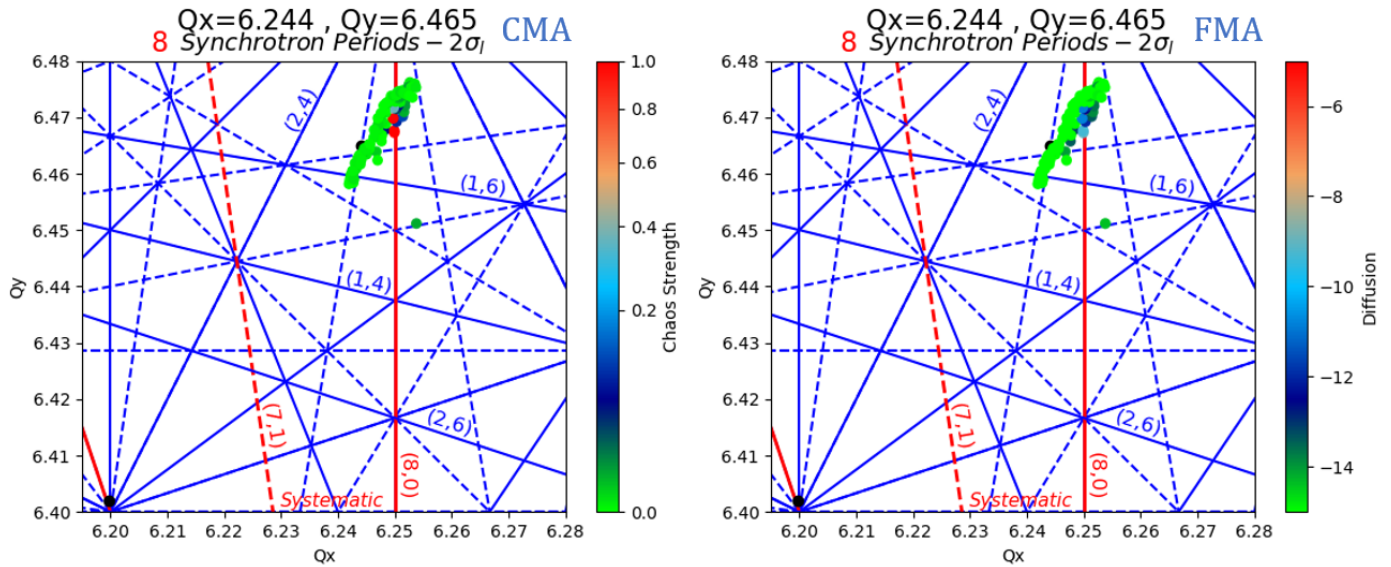 Qx=6.244 , Qy=6.465 CMA
8 Synchrotron Periods − 2σₗ
6.48
6.47
6.46
6.45
6.44
6.43
6.42
6.41
6.40
Qy
(2,4)
(1,6)
(1,4)
(2,6)
(7,1)
(8,0)
Systematic
6.20 6.21 6.22 6.23 6.24 6.25 6.26 6.27 6.28
Qx
1.0
0.8
0.6
0.4
0.2
0.0
Chaos Strength
Qx=6.244 , Qy=6.465 FMA
8 Synchrotron Periods − 2σₗ
6.48
6.47
6.46
6.45
6.44
6.43
6.42
6.41
6.40
Qy
(2,4)
(1,6)
(1,4)
(2,6)
(7,1)
(8,0)
Systematic
6.20 6.21 6.22 6.23 6.24 6.25 6.26 6.27 6.28
Qx
−6
−8
−10
−12
−14
Diffusion